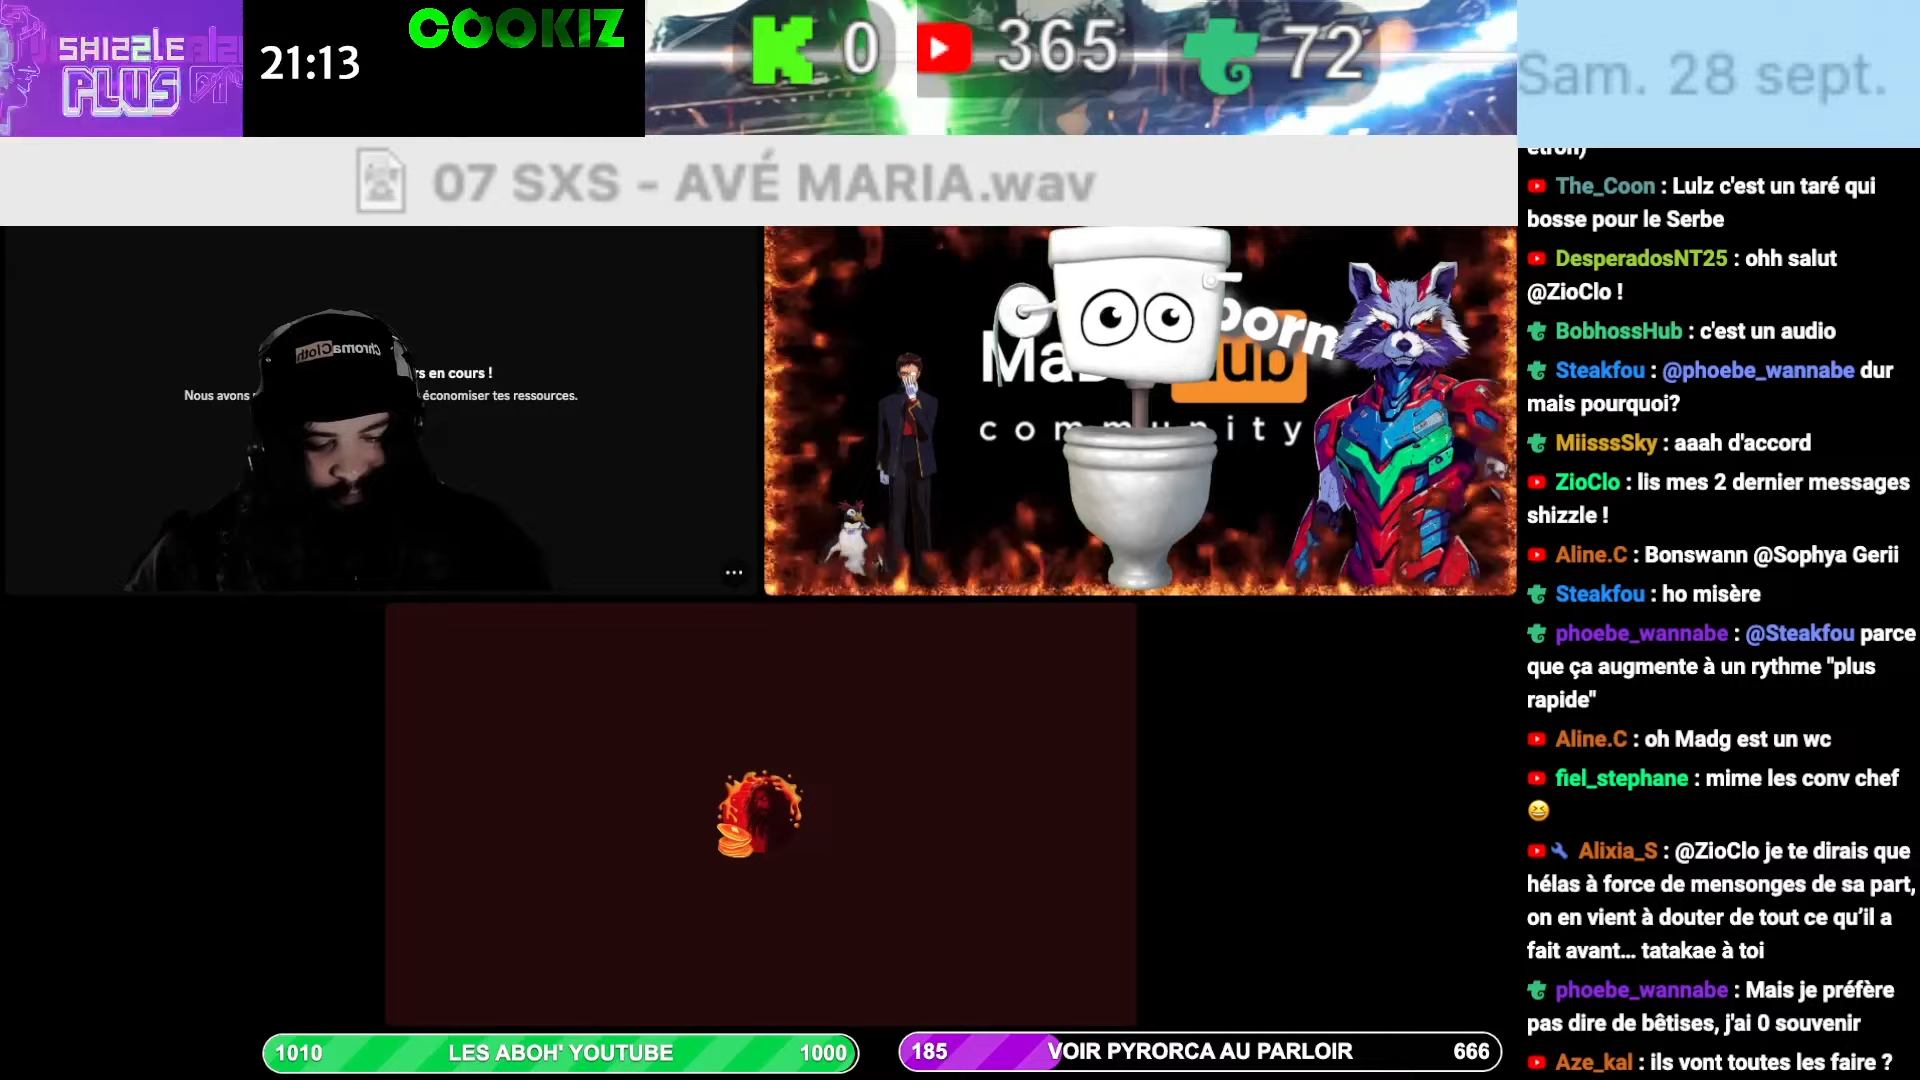 SHIZZLE
PLUS
21:13
COOKIZ
0
365
72
Sam. 28 sept.
07 SXS - AVÉ MARIA.wav
ChromaCloth
rs en cours !
Nous avons
économiser tes ressources.
porn
Ma
ub
community
étron)
The_Coon : Lulz c'est un taré qui
bosse pour le Serbe
DesperadosNT25 : ohh salut
@ZioClo !
BobhossHub : c'est un audio
Steakfou : @phoebe_wannabe dur
mais pourquoi?
MiisssSky : aaah d'accord
ZioClo : lis mes 2 dernier messages
shizzle !
Aline.C : Bonswann @Sophya Gerii
Steakfou : ho misère
phoebe_wannabe : @Steakfou parce
que ça augmente à un rythme "plus
rapide"
Aline.C : oh Madg est un wc
fiel_stephane : mime les conv chef
😆
Alixia_S : @ZioClo je te dirais que
hélas à force de mensonges de sa part,
on en vient à douter de tout ce qu’il a
fait avant... tatakae à toi
phoebe_wannabe : Mais je préfère
pas dire de bêtises, j'ai 0 souvenir
Aze_kal : ils vont toutes les faire ?
1010 LES ABOH' YOUTUBE 1000
185 VOIR PYRORCA AU PARLOIR 666